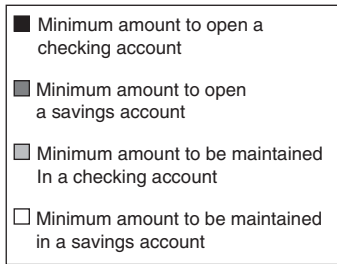 Minimum amount to open a
checking account
Minimum amount to open
a savings account
Minimum amount to be maintained
In a checking account
Minimum amount to be maintained
in a savings account